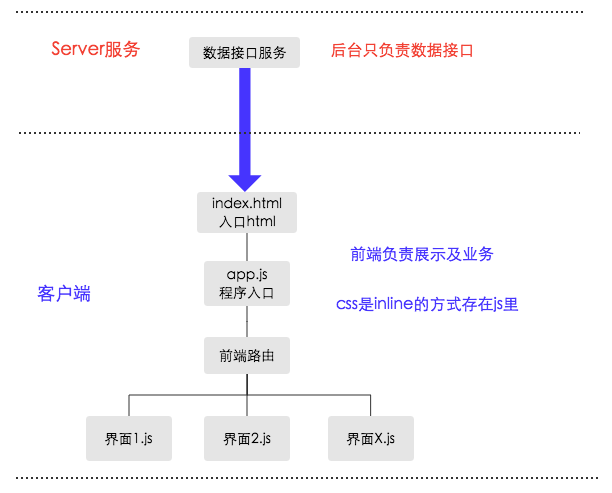 Server服务
数据接口服务
后台只负责数据接口
index.html
入口html
前端负责展示及业务
app.js
程序入口
客户端
css是inline的方式存在js里
前端路由
界面1.js
界面2.js
界面X.js